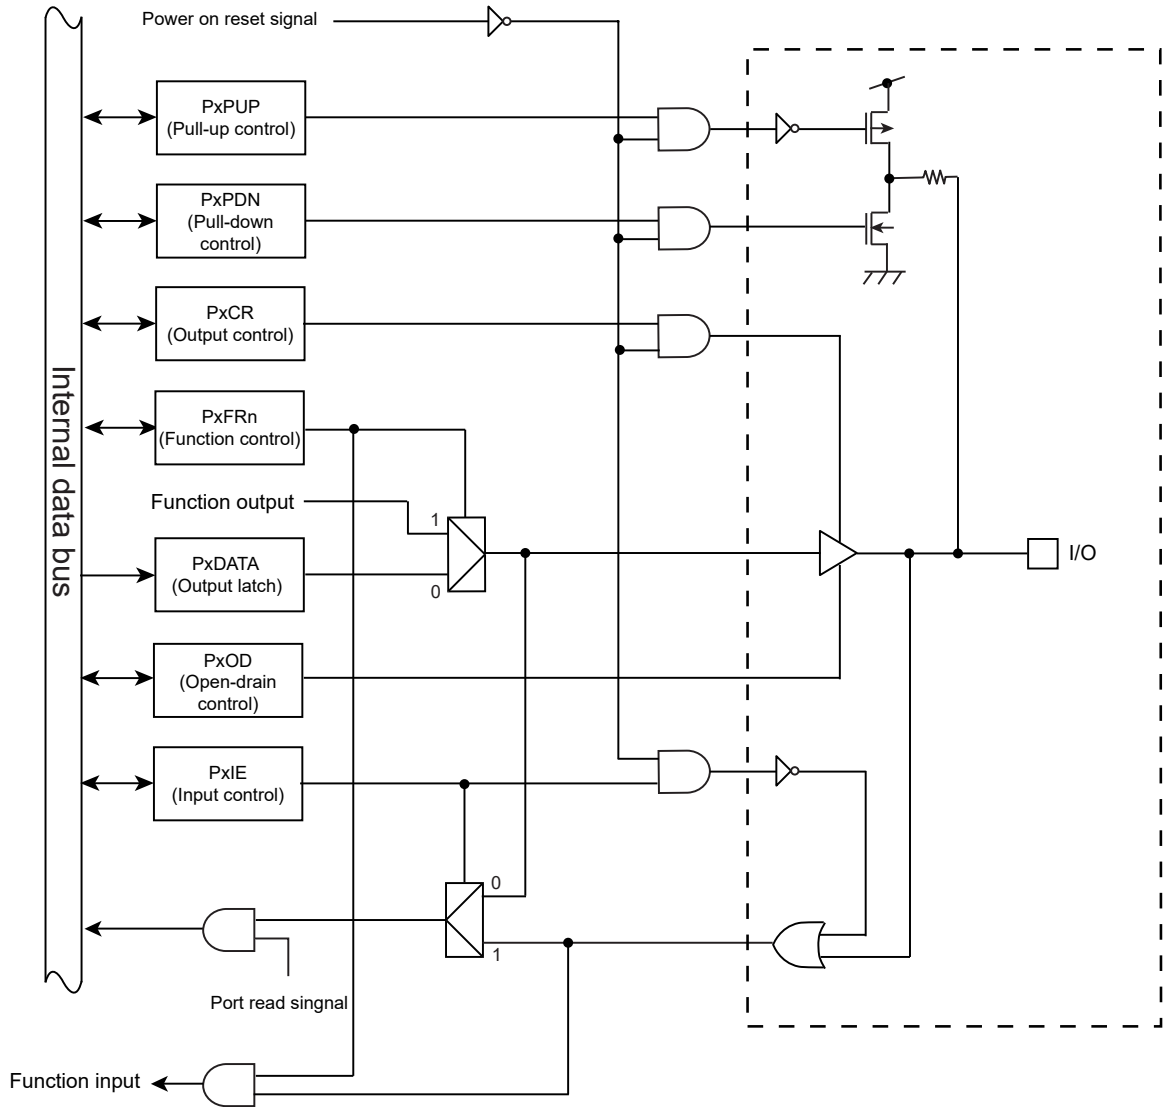 Power on reset signal
PxPUP
(Pull-up control)
PxPDN
(Pull-down
control)
PxCR
(Output control)
Internal data bus
PxFRn
(Function control)
Function output
1
PxDATA
(Output latch)
0
I/O
PxOD
(Open-drain
control)
PxIE
(Input control)
0
1
Port read singnal
Function input